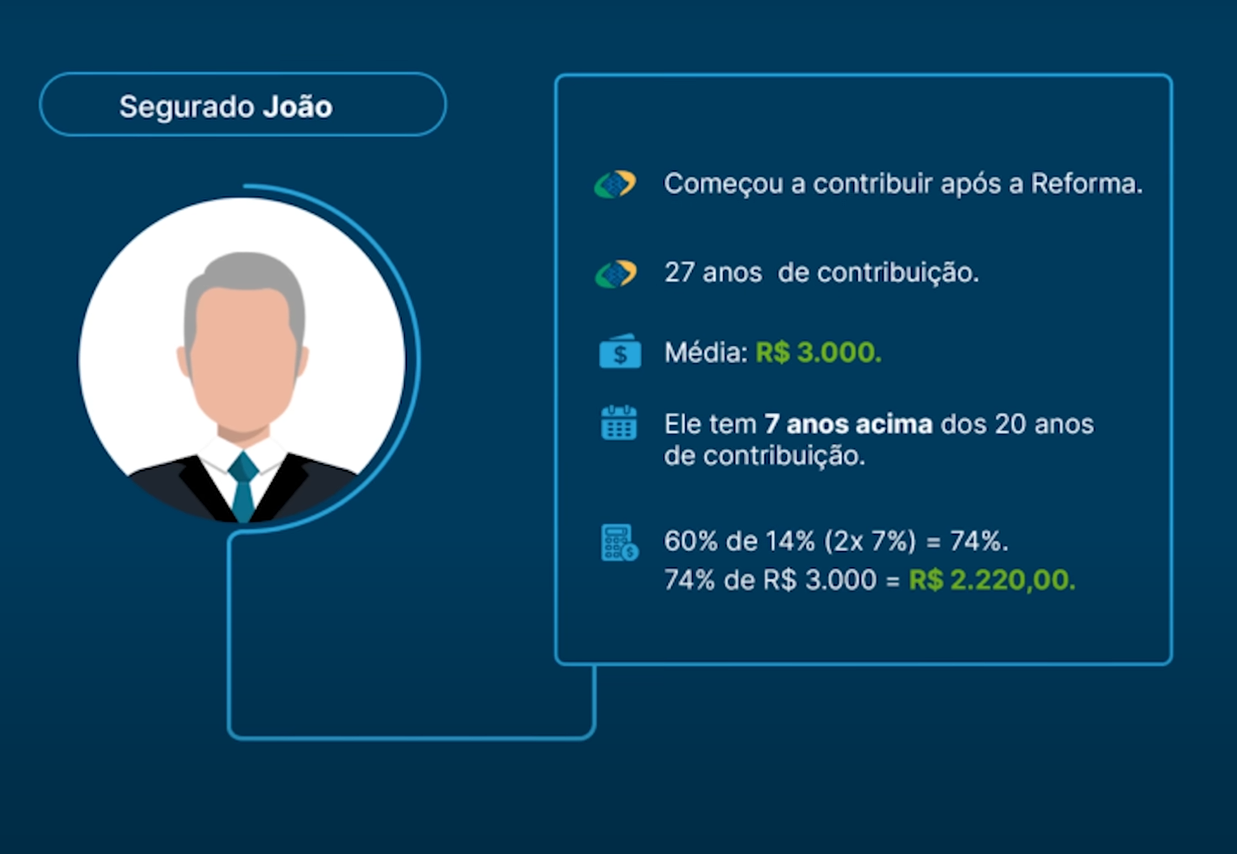 Segurado João
Começou a contribuir após a Reforma.
27 anos de contribuição.
Média: R$ 3.000.
Ele tem 7 anos acima dos 20 anos
de contribuição.
60% de 14% (2x 7%) = 74%.
74% de R$ 3.000 = R$ 2.220,00.